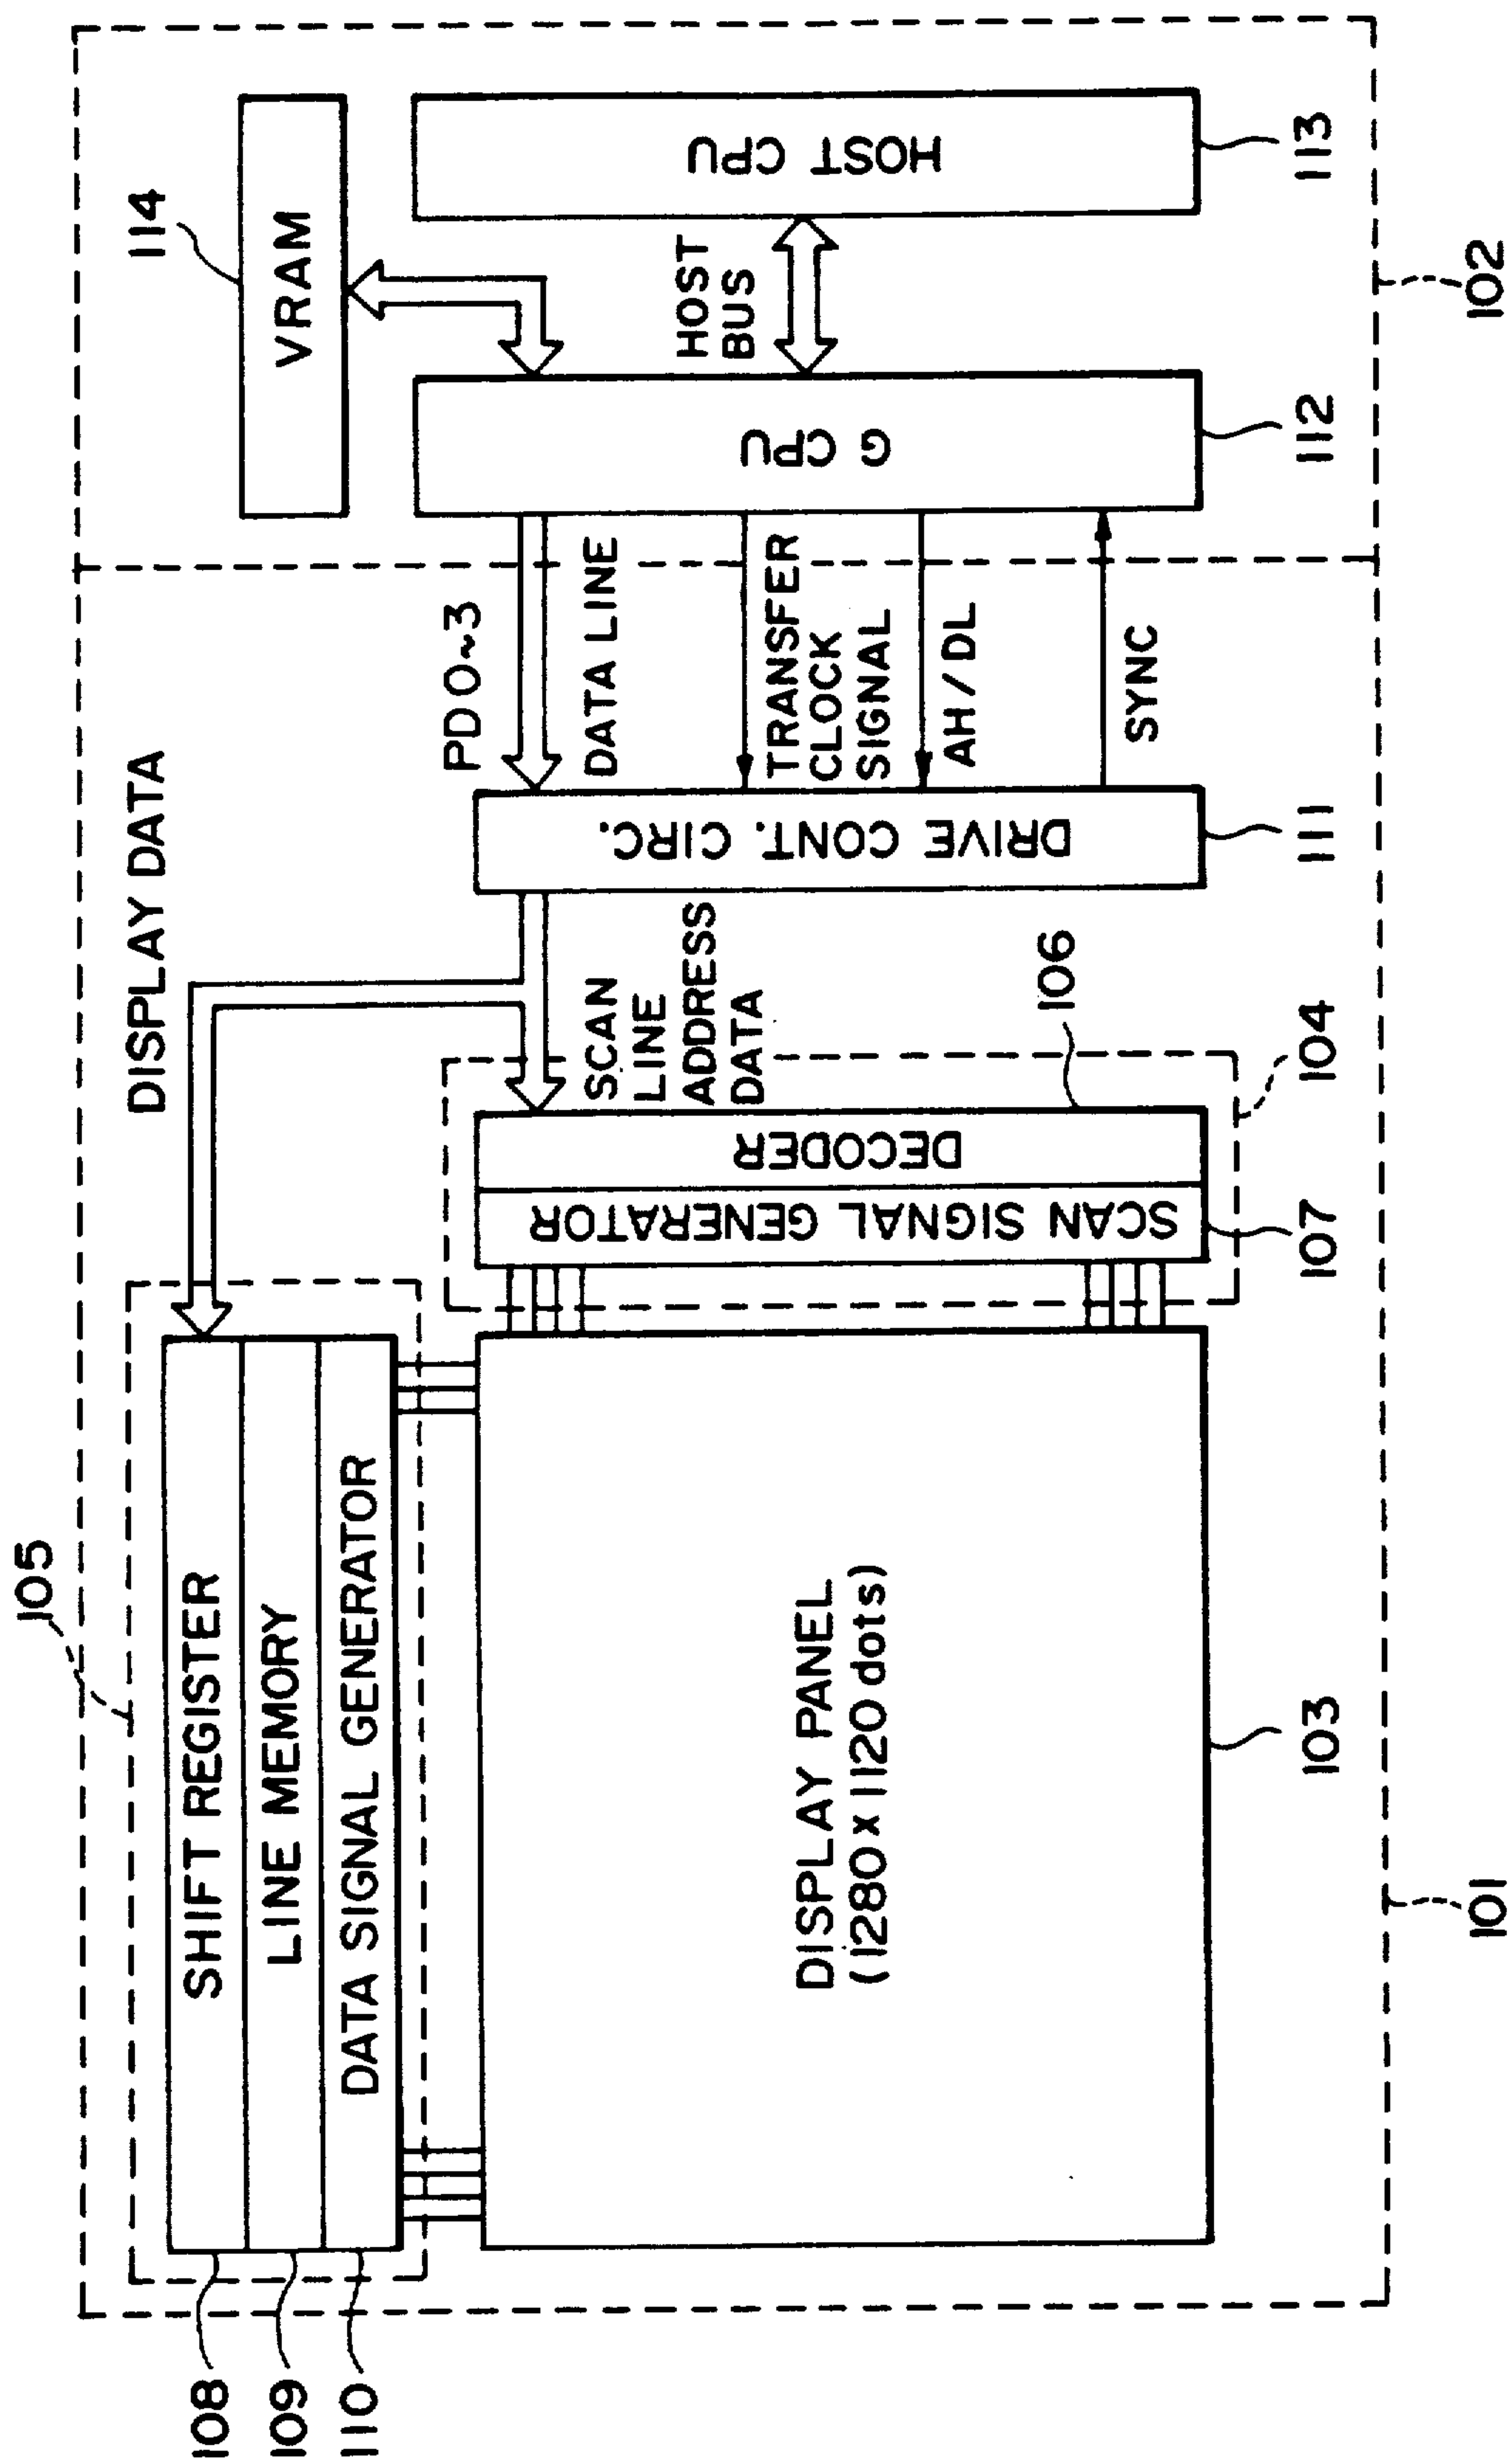 105
SHIFT REGISTER
LINE MEMORY
DATA SIGNAL GENERATOR
108
109
110
DISPLAY DATA
114
VRAM
PD0~3
DATA LINE
TRANSFER
CLOCK
SIGNAL
AH/DL
SYNC
HOST
BUS
HOST CPU
113
G CPU
112
102
DRIVE CONT. CIRC.
111
SCAN
LINE
ADDRESS
DATA
106
104
DECODER
SCAN SIGNAL GENERATOR
107
DISPLAY PANEL
(1280 x 1120 dots)
103
101